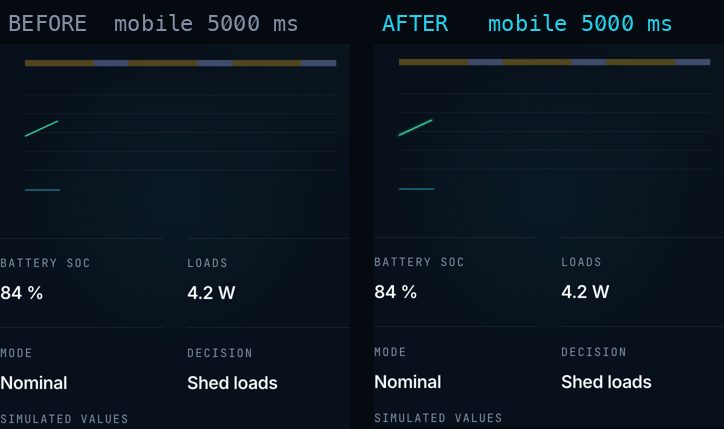 BEFORE mobile 5000 ms
AFTER mobile 5000 ms
BATTERY SOC
LOADS
84 %
4.2 W
MODE
DECISION
Nominal
Shed loads
SIMULATED VALUES
BATTERY SOC
LOADS
84 %
4.2 W
MODE
DECISION
Nominal
Shed loads
SIMULATED VALUES